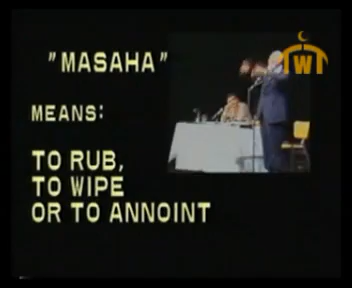 "MASAHA"
MEANS:
TO RUB,
TO WIPE
OR TO ANNOINT
W